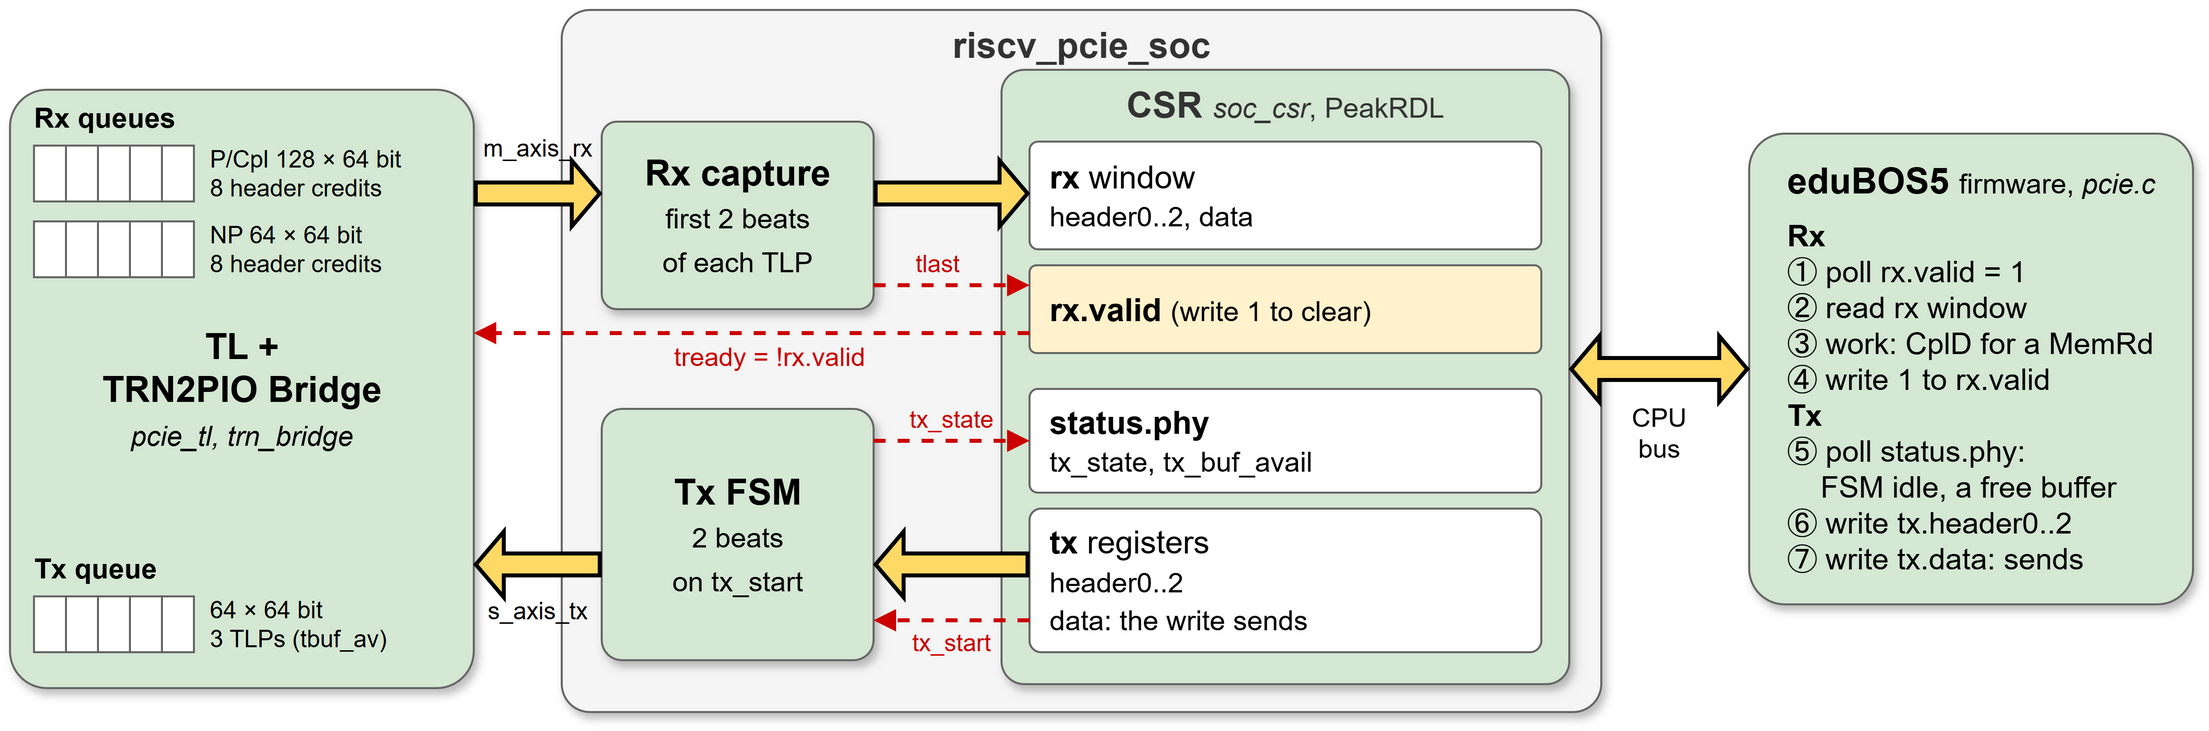 riscv_pcie_soc
Rx queues
P/Cpl 128 × 64 bit
8 header credits
NP 64 × 64 bit
8 header credits
TL +
TRN2PIO Bridge
pcie_tl, trn_bridge
Tx queue
64 × 64 bit
3 TLPs (tbuf_av)
m_axis_rx
s_axis_tx
Rx capture
first 2 beats
of each TLP
tlast
tready = !rx.valid
Tx FSM
2 beats
on tx_start
tx_state
tx_start
CSR soc_csr, PeakRDL
rx window
header0..2, data
rx.valid (write 1 to clear)
status.phy
tx_state, tx_buf_avail
tx registers
header0..2
data: the write sends
CPU
bus
eduBOS5 firmware, pcie.c
Rx
① poll rx.valid = 1
② read rx window
③ work: CplD for a MemRd
④ write 1 to rx.valid
Tx
⑤ poll status.phy:
FSM idle, a free buffer
⑥ write tx.header0..2
⑦ write tx.data: sends